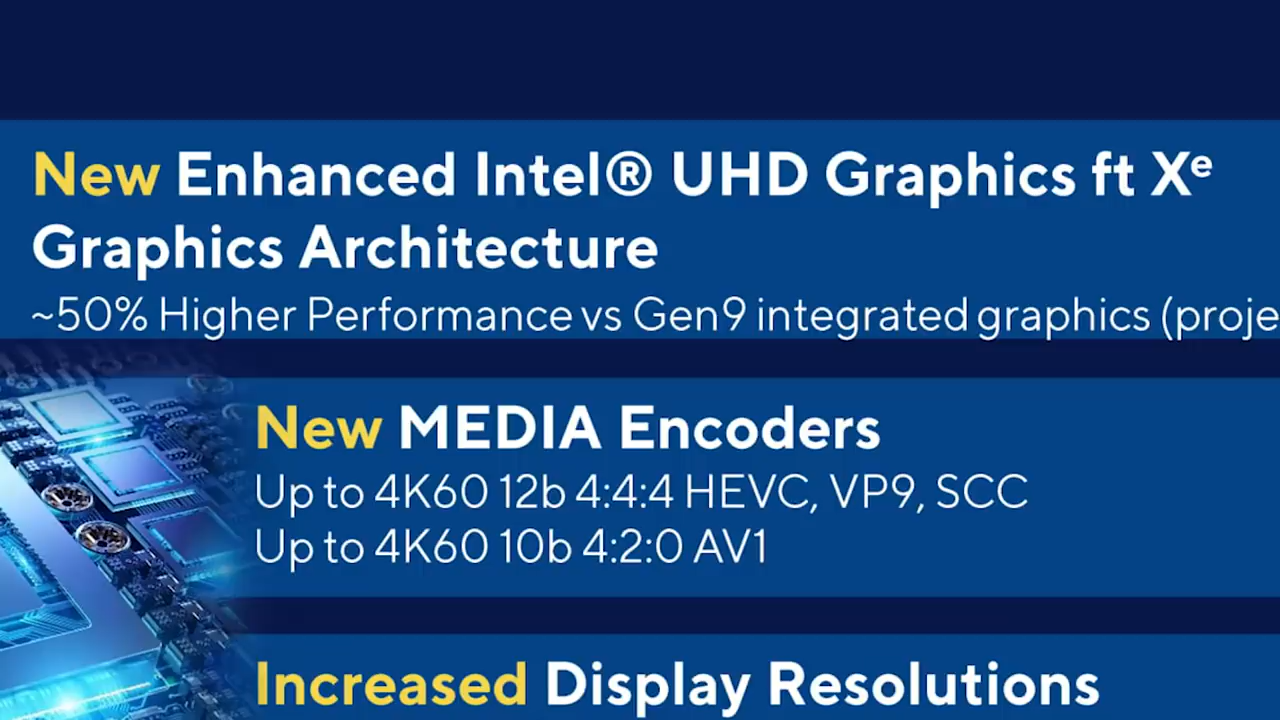 New Enhanced Intel® UHD Graphics ft Xᵉ
Graphics Architecture
~50% Higher Performance vs Gen9 integrated graphics (proje
New MEDIA Encoders
Up to 4K60 12b 4:4:4 HEVC, VP9, SCC
Up to 4K60 10b 4:2:0 AV1
Increased Display Resolutions